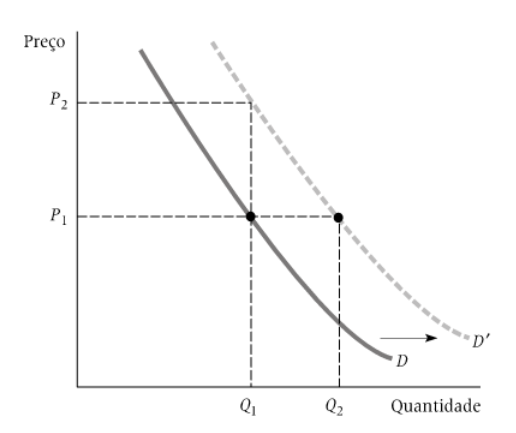 Preço
P₂
P₁
D'
D
Q₁
Q₂
Quantidade